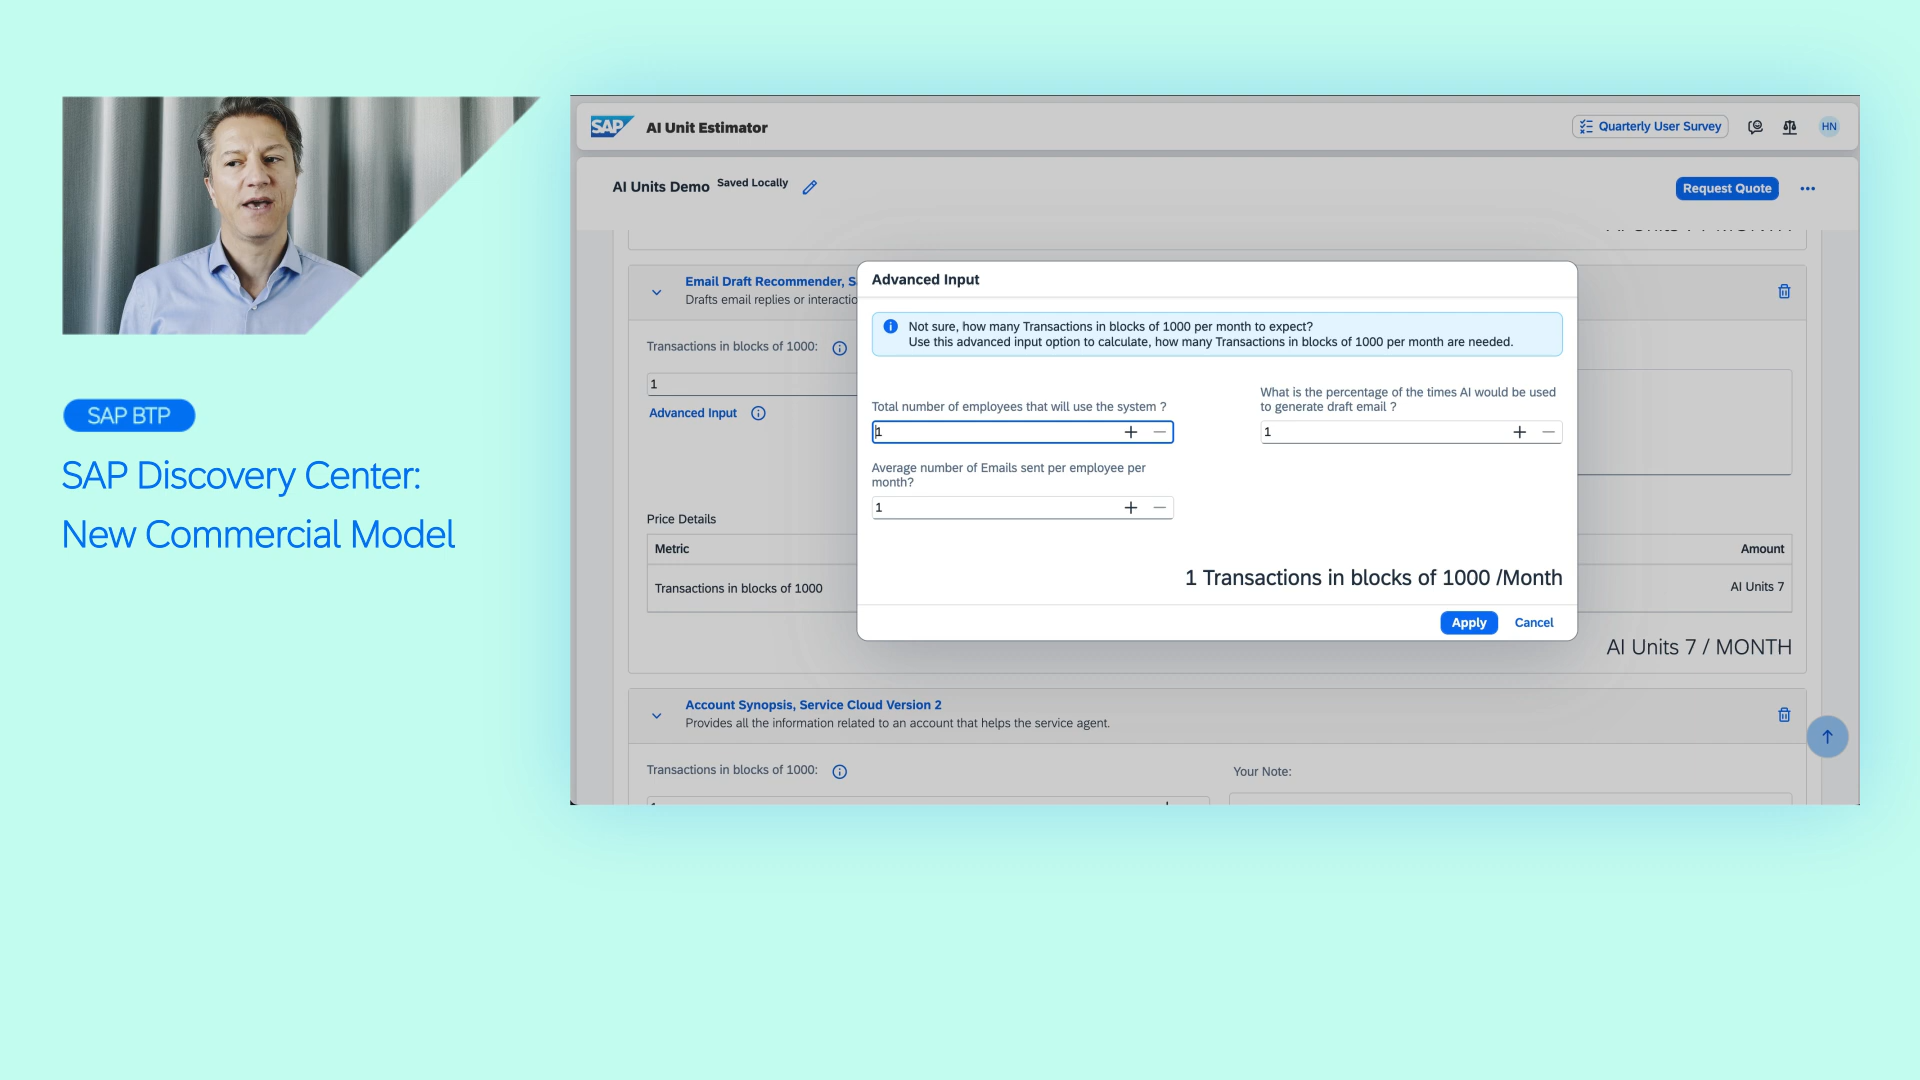 SAP BTP
SAP Discovery Center:
New Commercial Model
SAP
AI Unit Estimator
Quarterly User Survey
HN
AI Units Demo
Saved Locally
Request Quote
Email Draft Recommender, S
Drafts email replies or interactio
Transactions in blocks of 1000:
1
Advanced Input
Price Details
Metric
Amount
Transactions in blocks of 1000
AI Units 7
AI Units 7 / MONTH
Advanced Input
Not sure, how many Transactions in blocks of 1000 per month to expect?
Use this advanced input option to calculate, how many Transactions in blocks of 1000 per month are needed.
Total number of employees that will use the system ?
1
What is the percentage of the times AI would be used
to generate draft email ?
1
Average number of Emails sent per employee per
month?
1
1 Transactions in blocks of 1000 /Month
Apply
Cancel
Account Synopsis, Service Cloud Version 2
Provides all the information related to an account that helps the service agent.
Transactions in blocks of 1000:
Your Note: